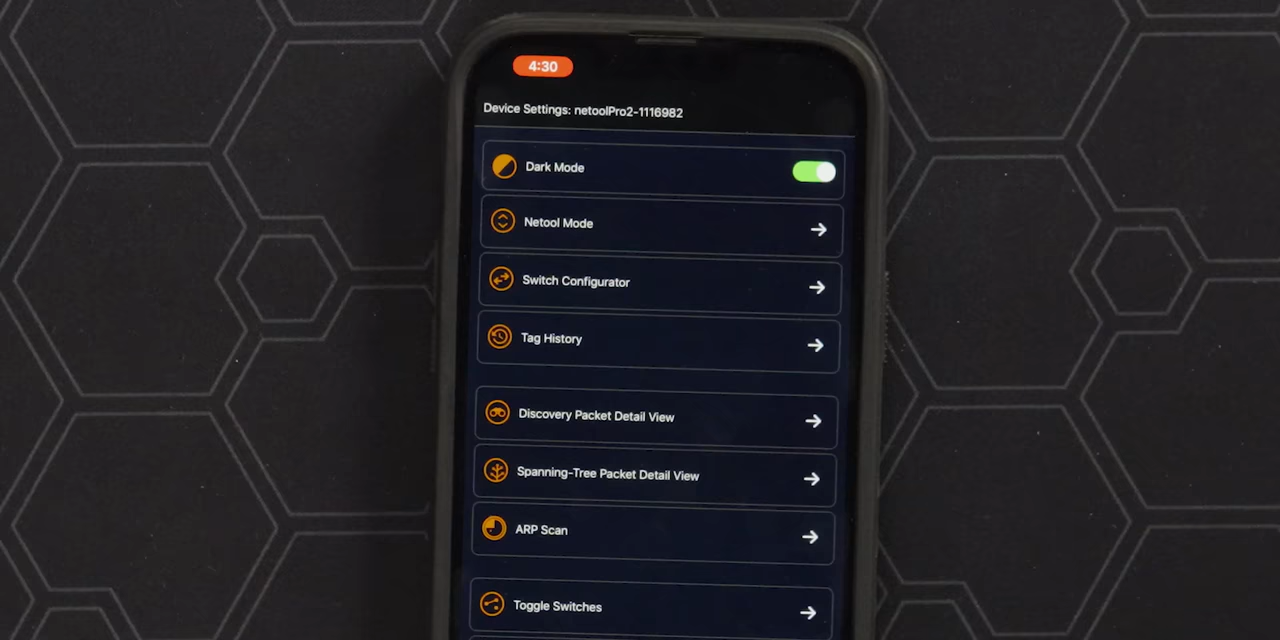 4:30
Device Settings: netoolPro2-1116982
Dark Mode
Netool Mode
Switch Configurator
Tag History
Discovery Packet Detail View
Spanning-Tree Packet Detail View
ARP Scan
Toggle Switches